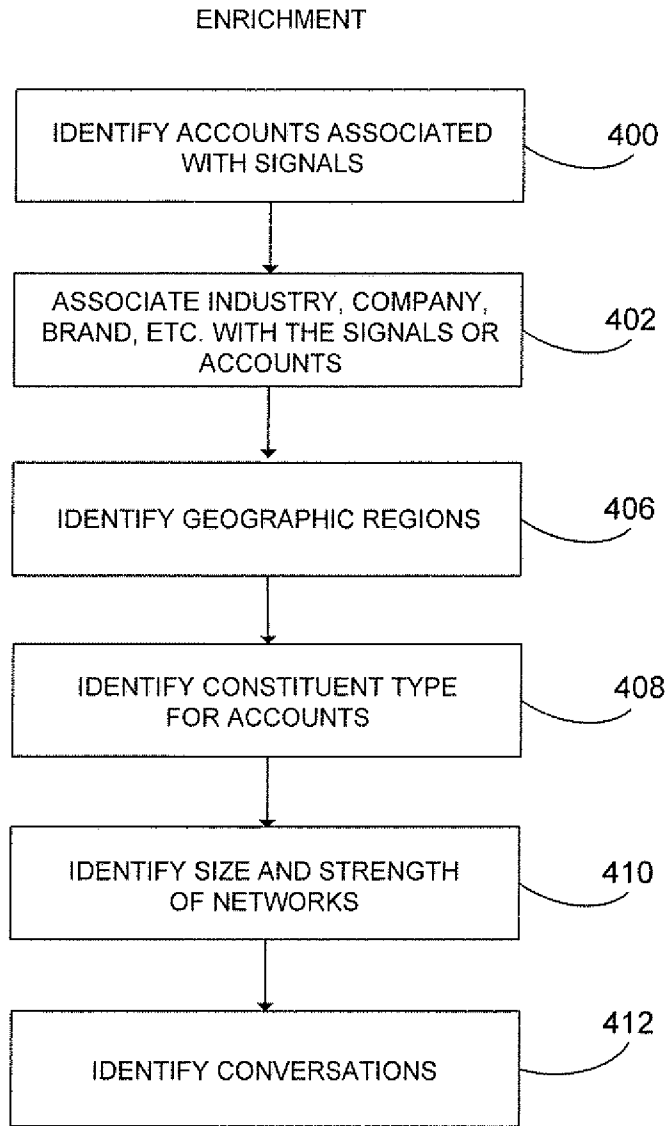 ENRICHMENT
IDENTIFY ACCOUNTS ASSOCIATED
WITH SIGNALS
400
ASSOCIATE INDUSTRY, COMPANY,
BRAND, ETC. WITH THE SIGNALS OR
ACCOUNTS
402
IDENTIFY GEOGRAPHIC REGIONS
406
IDENTIFY CONSTITUENT TYPE
FOR ACCOUNTS
408
IDENTIFY SIZE AND STRENGTH
OF NETWORKS
410
IDENTIFY CONVERSATIONS
412